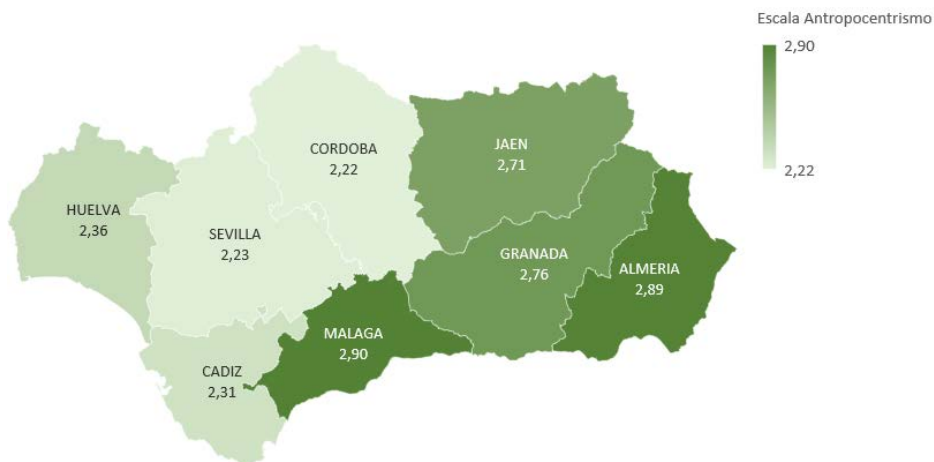 Escala Antropocentrismo
2,90
2,22
CORDOBA
2,22
JAEN
2,71
HUELVA
2,36
SEVILLA
2,23
GRANADA
2,76
ALMERIA
2,89
MALAGA
2,90
CADIZ
2,31